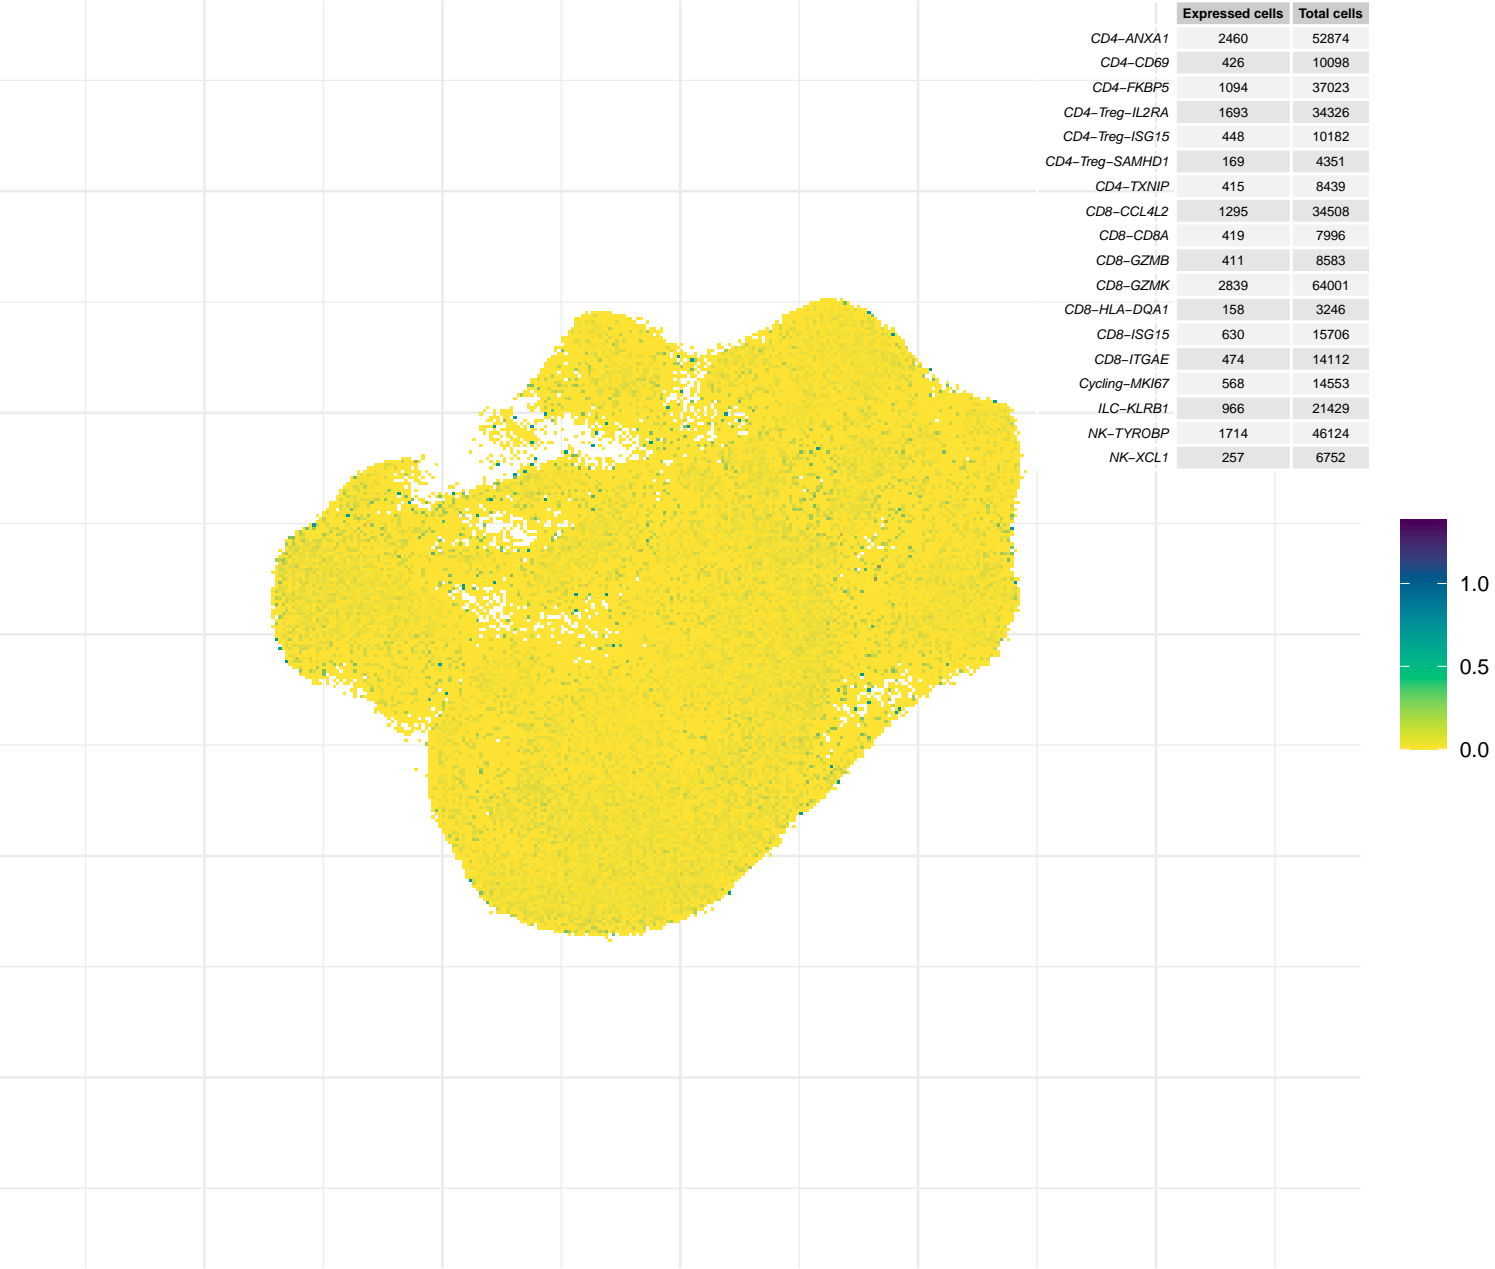 Expressed cells Total cells
CD4−ANXA1 2460 52874
CD4−CD69 426 10098
CD4−FKBP5 1094 37023
CD4−Treg−IL2RA 1693 34326
CD4−Treg−ISG15 448 10182
CD4−Treg−SAMHD1 169 4351
CD4−TXNIP 415 8439
CD8−CCL4L2 1295 34508
CD8−CD8A 419 7996
CD8−GZMB 411 8583
CD8−GZMK 2839 64001
CD8−HLA−DQA1 158 3246
CD8−ISG15 630 15706
CD8−ITGAE 474 14112
Cycling−MKI67 568 14553
ILC−KLRB1 966 21429
NK−TYROBP 1714 46124
NK−XCL1 257 6752
1.0
0.5
0.0